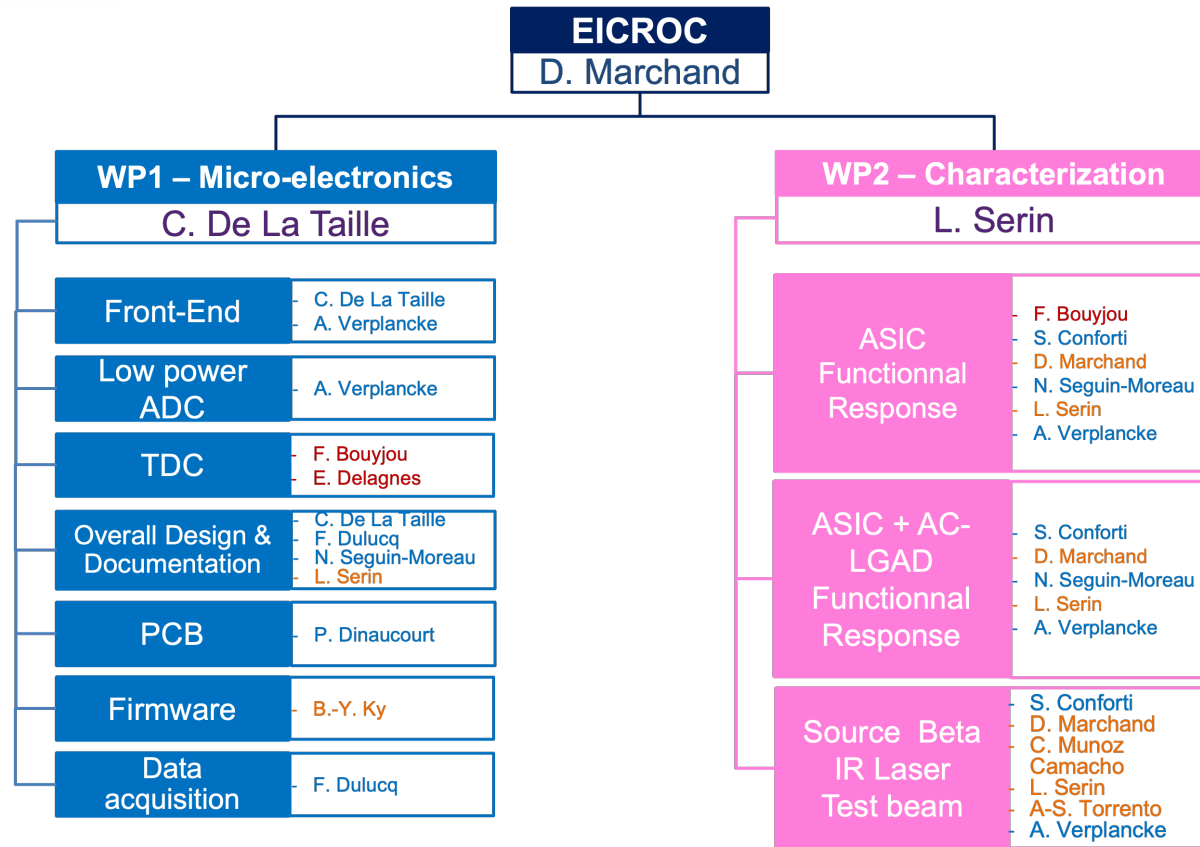 EICROC
D. Marchand
WP1 – Micro-electronics
C. De La Taille
Front-End
- C. De La Taille
- A. Verplancke
Low power
ADC
- A. Verplancke
TDC
- F. Bouyjou
- E. Delagnes
Overall Design &
Documentation
- C. De La Taille
- F. Dulucq
- N. Seguin-Moreau
- L. Serin
PCB
- P. Dinaucourt
Firmware
- B.-Y. Ky
Data
acquisition
- F. Dulucq
WP2 – Characterization
L. Serin
ASIC
Functionnal
Response
- F. Bouyjou
- S. Conforti
- D. Marchand
- N. Seguin-Moreau
- L. Serin
- A. Verplancke
ASIC + AC-
LGAD
Functionnal
Response
- S. Conforti
- D. Marchand
- N. Seguin-Moreau
- L. Serin
- A. Verplancke
Source Beta
IR Laser
Test beam
- S. Conforti
- D. Marchand
- C. Munoz
Camacho
- L. Serin
- A-S. Torrento
- A. Verplancke